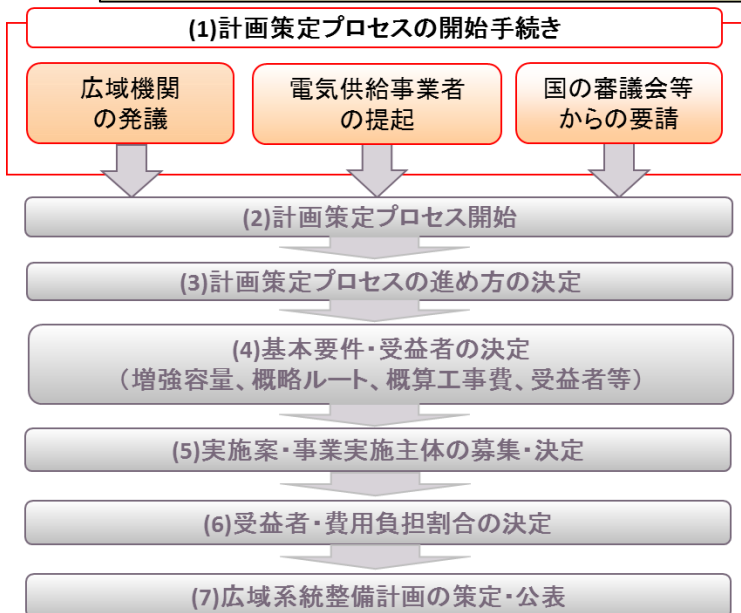 (1)計画策定プロセスの開始手続き
広域機関
の発議
電気供給事業者
の提起
国の審議会等
からの要請
(2)計画策定プロセス開始
(3)計画策定プロセスの進め方の決定
(4)基本要件・受益者の決定
（増強容量、概略ルート、概算工事費、受益者等）
(5)実施案・事業実施主体の募集・決定
(6)受益者・費用負担割合の決定
(7)広域系統整備計画の策定・公表